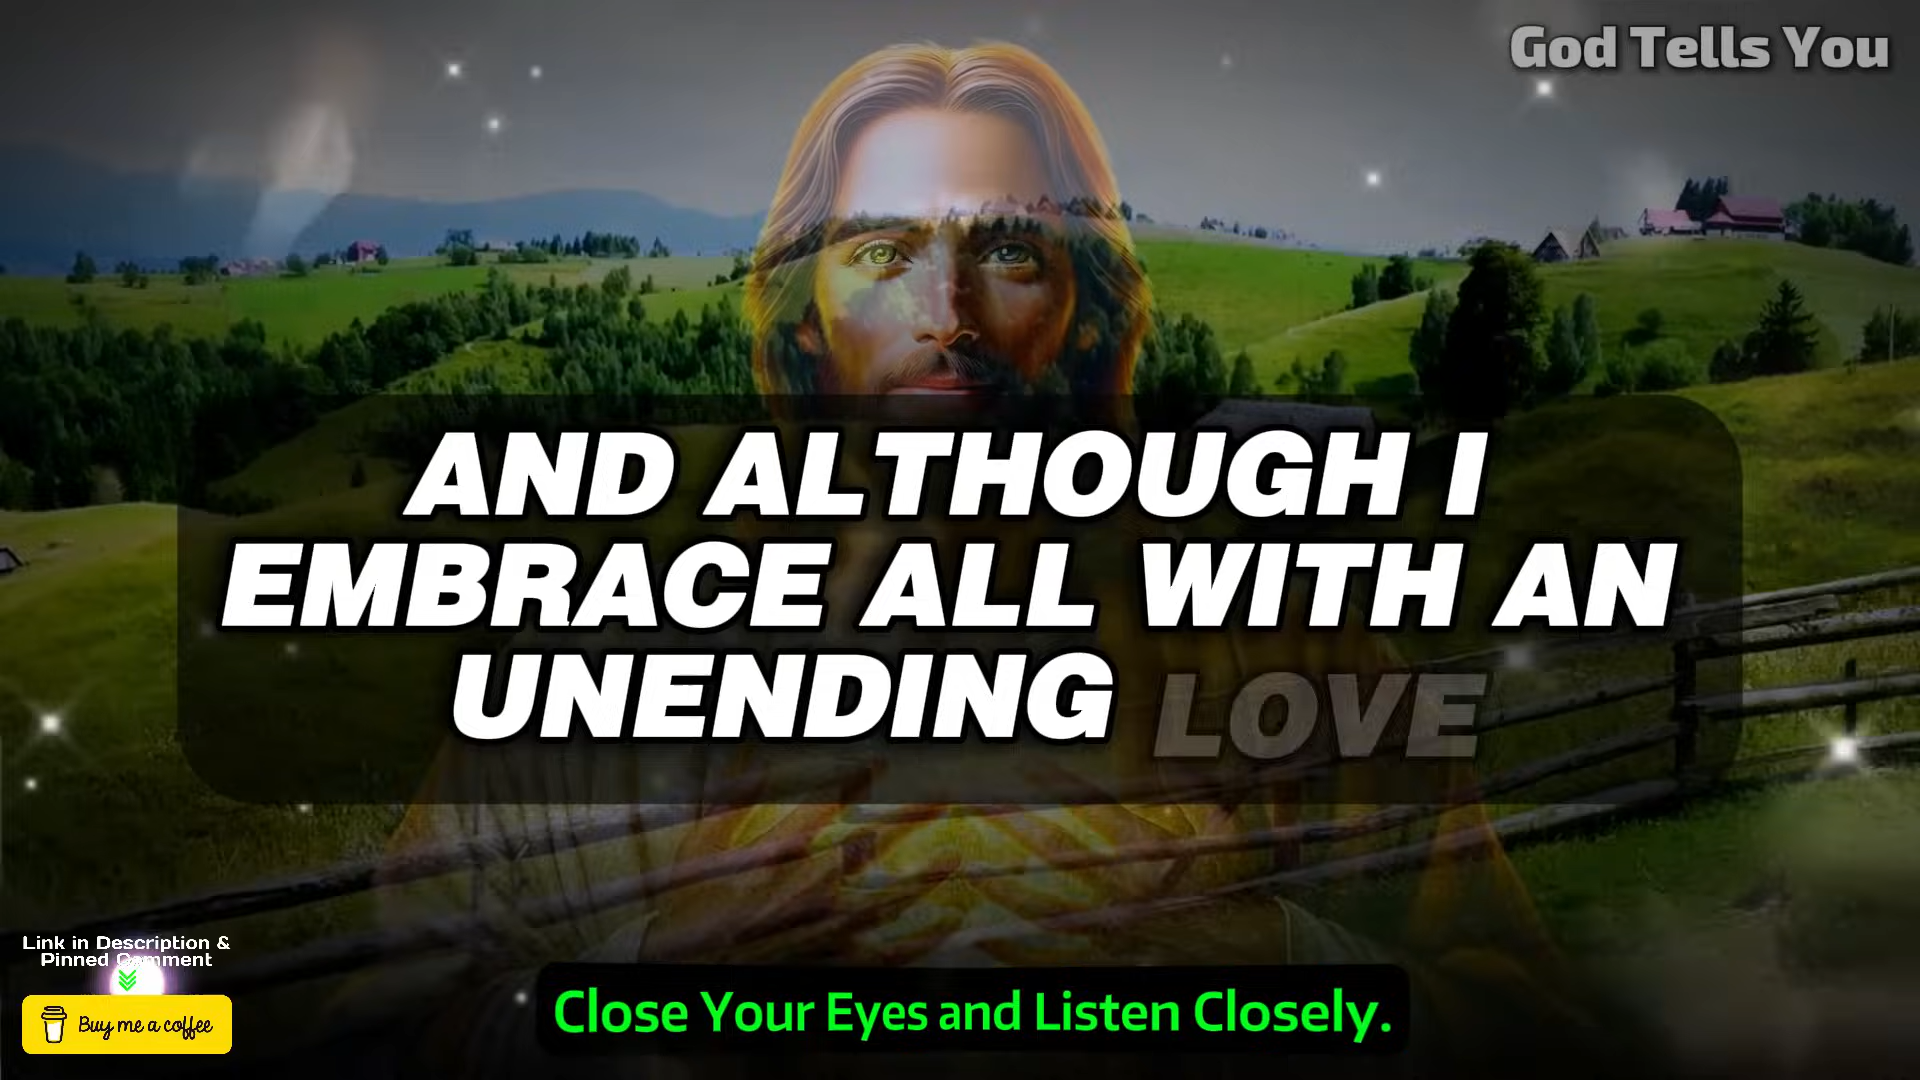 God Tells You
AND ALTHOUGH I
EMBRACE ALL WITH AN
UNENDING LOVE
Link in Description &
Pinned Comment
Buy me a coffee
Close Your Eyes and Listen Closely.